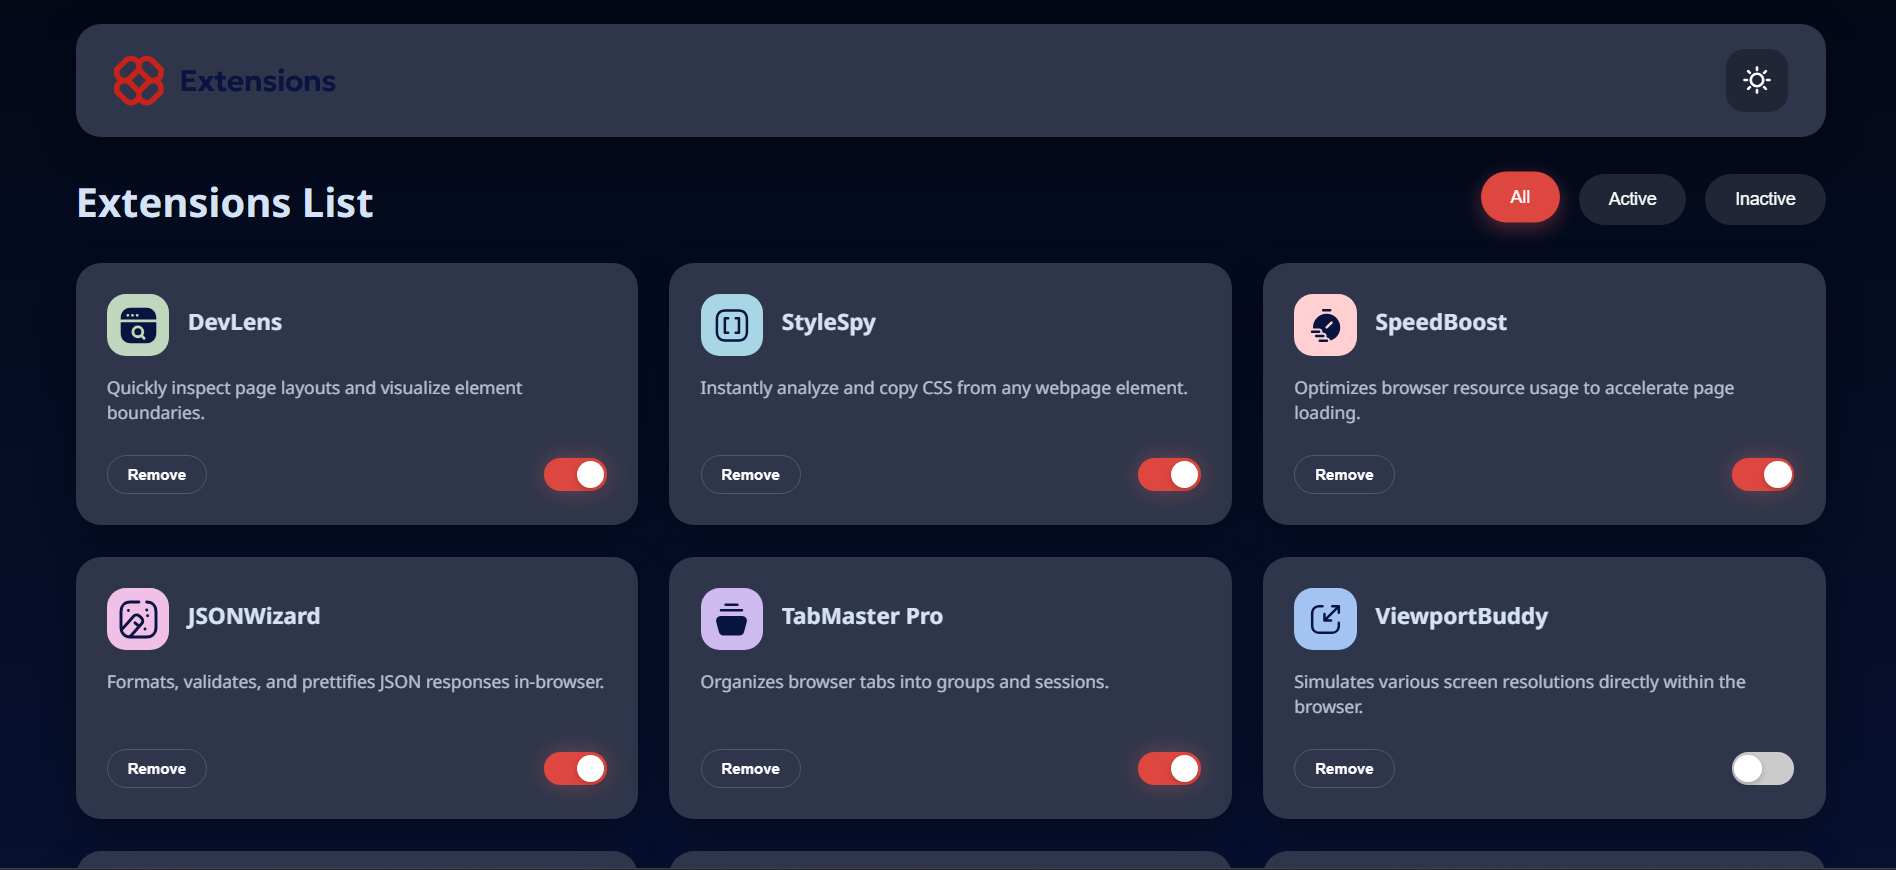 Extensions
Extensions List
All
Active
Inactive
DevLens
Quickly inspect page layouts and visualize element
boundaries.
Remove
StyleSpy
Instantly analyze and copy CSS from any webpage element.
Remove
SpeedBoost
Optimizes browser resource usage to accelerate page
loading.
Remove
JSONWizard
Formats, validates, and prettifies JSON responses in-browser.
Remove
TabMaster Pro
Organizes browser tabs into groups and sessions.
Remove
ViewportBuddy
Simulates various screen resolutions directly within the
browser.
Remove